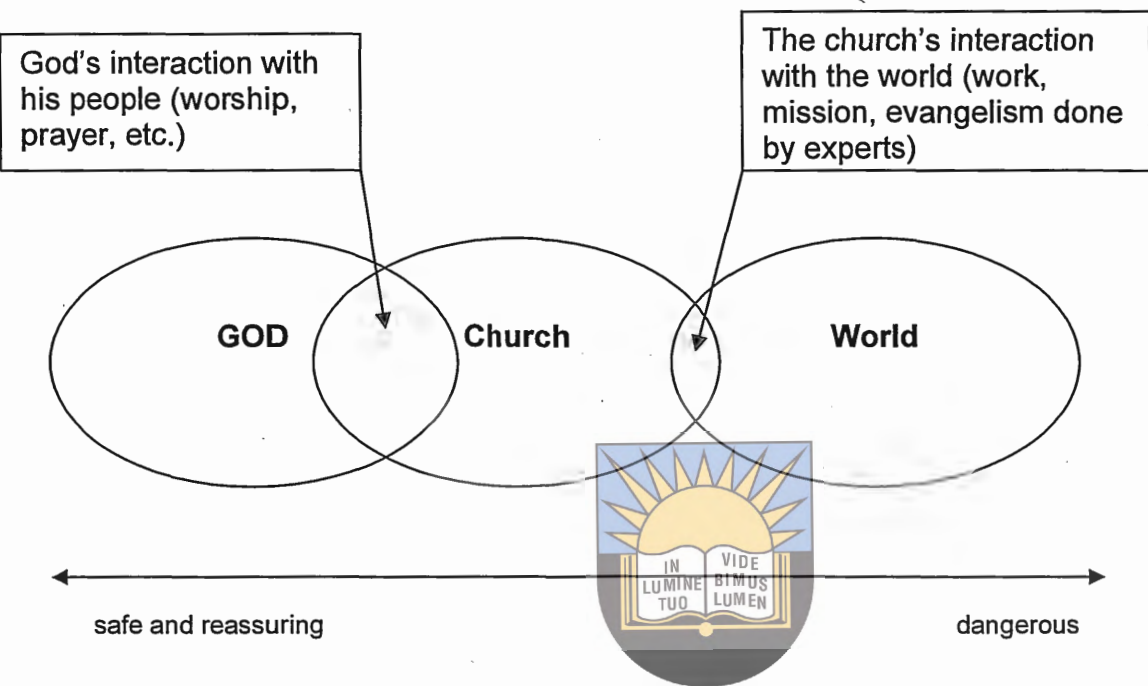 God's interaction with
his people (worship,
prayer, etc.)
The church's interaction
with the world (work,
mission, evangelism done
by experts)
GOD
Church
World
IN
LUMINE
TUO
VIDE
BIMUS
LUMEN
safe and reassuring
dangerous